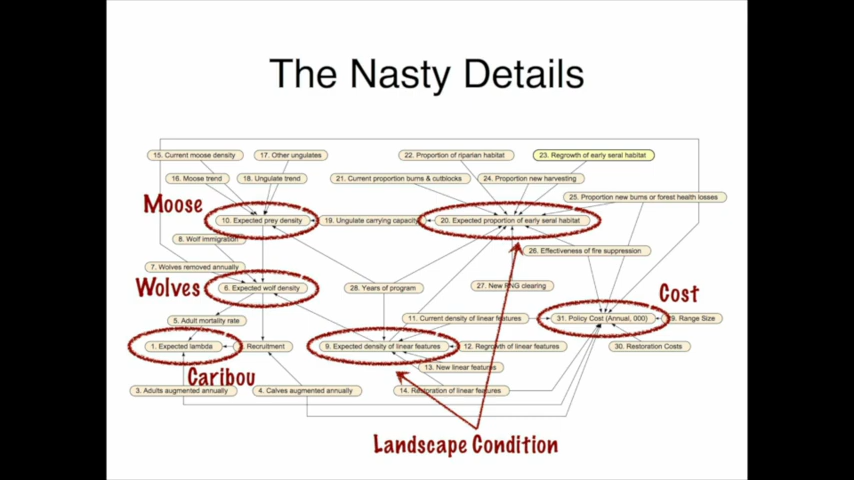 The Nasty Details
15. Current moose density
17. Other ungulates
22. Proportion of riparian habitat
23. Regrowth of early seral habitat
16. Moose trend
18. Ungulate trend
21. Current proportion burns & cutblocks
24. Proportion new harvesting
25. Proportion new burns or forest health losses
Moose
10. Expected prey density
19. Ungulate carrying capacity
20. Expected proportion of early seral habitat
8. Wolf immigration
26. Effectiveness of fire suppression
7. Wolves removed annually
Wolves
6. Expected wolf density
28. Years of program
27. New PNG clearing
Cost
5. Adult mortality rate
11. Current density of linear features
31. Policy Cost (Annual, 000)
29. Range Size
1. Expected lambda
Recruitment
9. Expected density of linear features
12. Regrowth of linear features
30. Restoration Costs
13. New linear features
Caribou
3. Adults augmented annually
4. Calves augmented annually
14. Restoration of linear features
Landscape Condition